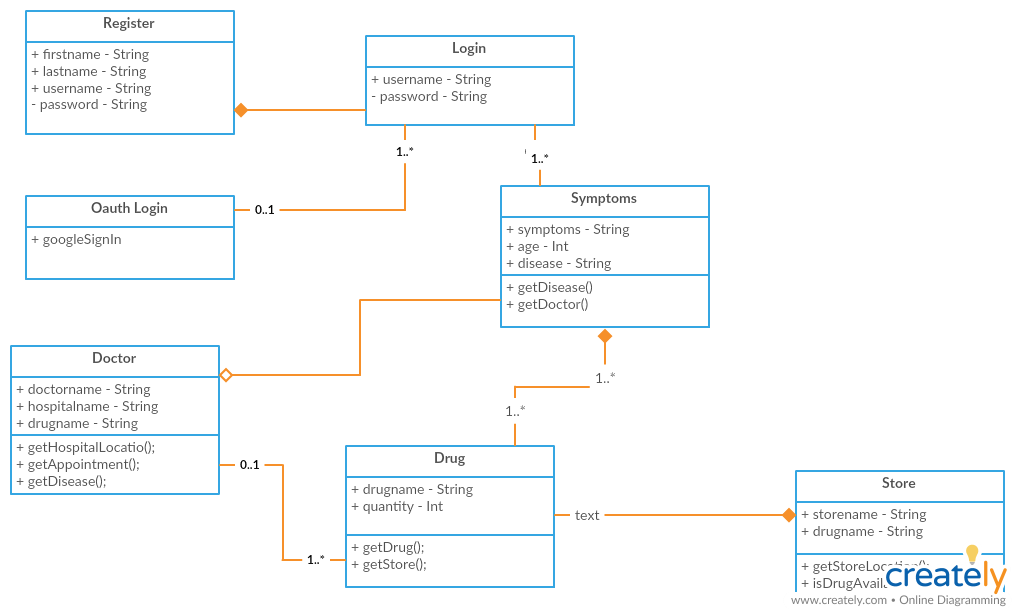 Register
+ firstname - String
+ lastname - String
+ username - String
- password - String
Login
+ username - String
- password - String
1..*
1..*
Oauth Login
+ googleSignIn
0..1
Symptoms
+ symptoms - String
+ age - Int
+ disease - String
+ getDisease()
+ getDoctor()
Doctor
+ doctorname - String
+ hospitalname - String
+ drugname - String
+ getHospitalLocatio();
+ getAppointment();
+ getDisease();
1..*
1..*
0..1
1..*
Drug
+ drugname - String
+ quantity - Int
+ getDrug();
+ getStore();
text
Store
+ storename - String
+ drugname - String
creately
www.creately.com • Online Diagramming